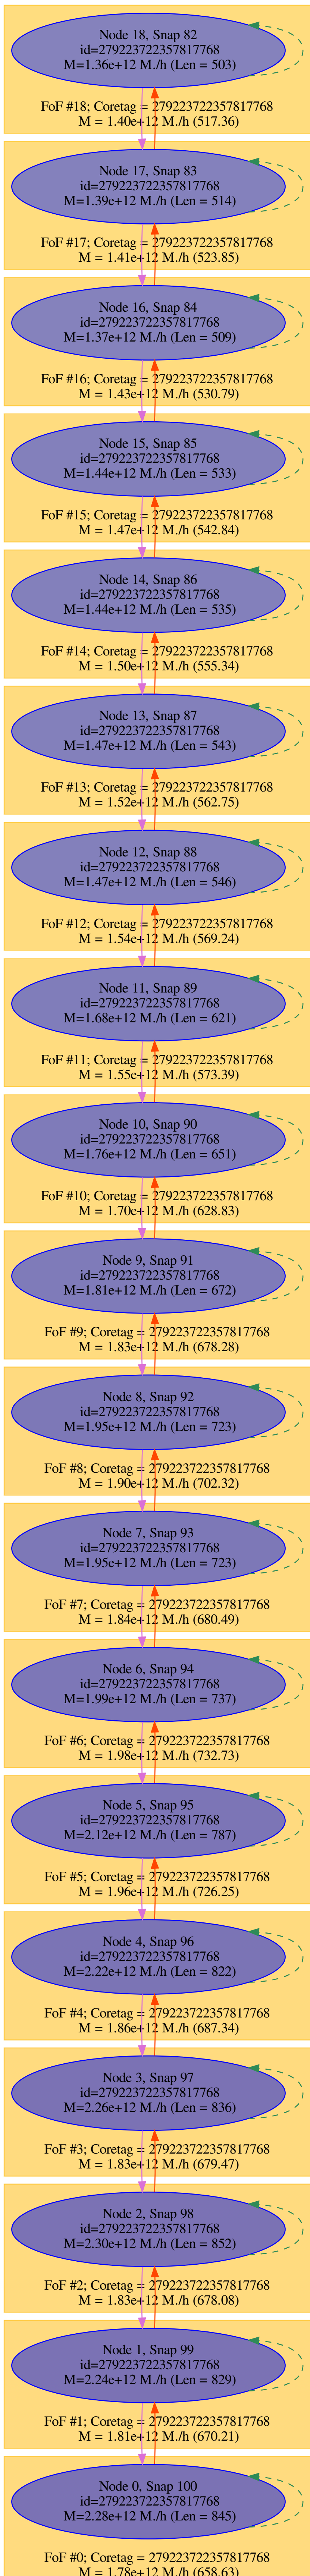 Node 18, Snap 82
id=279223722357817768
M=1.36e+12 M./h (Len = 503)
FoF #18; Coretag = 279223722357817768
M = 1.40e+12 M./h (517.36)
Node 17, Snap 83
id=279223722357817768
M=1.39e+12 M./h (Len = 514)
FoF #17; Coretag = 279223722357817768
M = 1.41e+12 M./h (523.85)
Node 16, Snap 84
id=279223722357817768
M=1.37e+12 M./h (Len = 509)
FoF #16; Coretag = 279223722357817768
M = 1.43e+12 M./h (530.79)
Node 15, Snap 85
id=279223722357817768
M=1.44e+12 M./h (Len = 533)
FoF #15; Coretag = 279223722357817768
M = 1.47e+12 M./h (542.84)
Node 14, Snap 86
id=279223722357817768
M=1.44e+12 M./h (Len = 535)
FoF #14; Coretag = 279223722357817768
M = 1.50e+12 M./h (555.34)
Node 13, Snap 87
id=279223722357817768
M=1.47e+12 M./h (Len = 543)
FoF #13; Coretag = 279223722357817768
M = 1.52e+12 M./h (562.75)
Node 12, Snap 88
id=279223722357817768
M=1.47e+12 M./h (Len = 546)
FoF #12; Coretag = 279223722357817768
M = 1.54e+12 M./h (569.24)
Node 11, Snap 89
id=279223722357817768
M=1.68e+12 M./h (Len = 621)
FoF #11; Coretag = 279223722357817768
M = 1.55e+12 M./h (573.39)
Node 10, Snap 90
id=279223722357817768
M=1.76e+12 M./h (Len = 651)
FoF #10; Coretag = 279223722357817768
M = 1.70e+12 M./h (628.83)
Node 9, Snap 91
id=279223722357817768
M=1.81e+12 M./h (Len = 672)
FoF #9; Coretag = 279223722357817768
M = 1.83e+12 M./h (678.28)
Node 8, Snap 92
id=279223722357817768
M=1.95e+12 M./h (Len = 723)
FoF #8; Coretag = 279223722357817768
M = 1.90e+12 M./h (702.32)
Node 7, Snap 93
id=279223722357817768
M=1.95e+12 M./h (Len = 723)
FoF #7; Coretag = 279223722357817768
M = 1.84e+12 M./h (680.49)
Node 6, Snap 94
id=279223722357817768
M=1.99e+12 M./h (Len = 737)
FoF #6; Coretag = 279223722357817768
M = 1.98e+12 M./h (732.73)
Node 5, Snap 95
id=279223722357817768
M=2.12e+12 M./h (Len = 787)
FoF #5; Coretag = 279223722357817768
M = 1.96e+12 M./h (726.25)
Node 4, Snap 96
id=279223722357817768
M=2.22e+12 M./h (Len = 822)
FoF #4; Coretag = 279223722357817768
M = 1.86e+12 M./h (687.34)
Node 3, Snap 97
id=279223722357817768
M=2.26e+12 M./h (Len = 836)
FoF #3; Coretag = 279223722357817768
M = 1.83e+12 M./h (679.47)
Node 2, Snap 98
id=279223722357817768
M=2.30e+12 M./h (Len = 852)
FoF #2; Coretag = 279223722357817768
M = 1.83e+12 M./h (678.08)
Node 1, Snap 99
id=279223722357817768
M=2.24e+12 M./h (Len = 829)
FoF #1; Coretag = 279223722357817768
M = 1.81e+12 M./h (670.21)
Node 0, Snap 100
id=279223722357817768
M=2.28e+12 M./h (Len = 845)
FoF #0; Coretag = 279223722357817768
M = 1.78e+12 M./h (658.63)